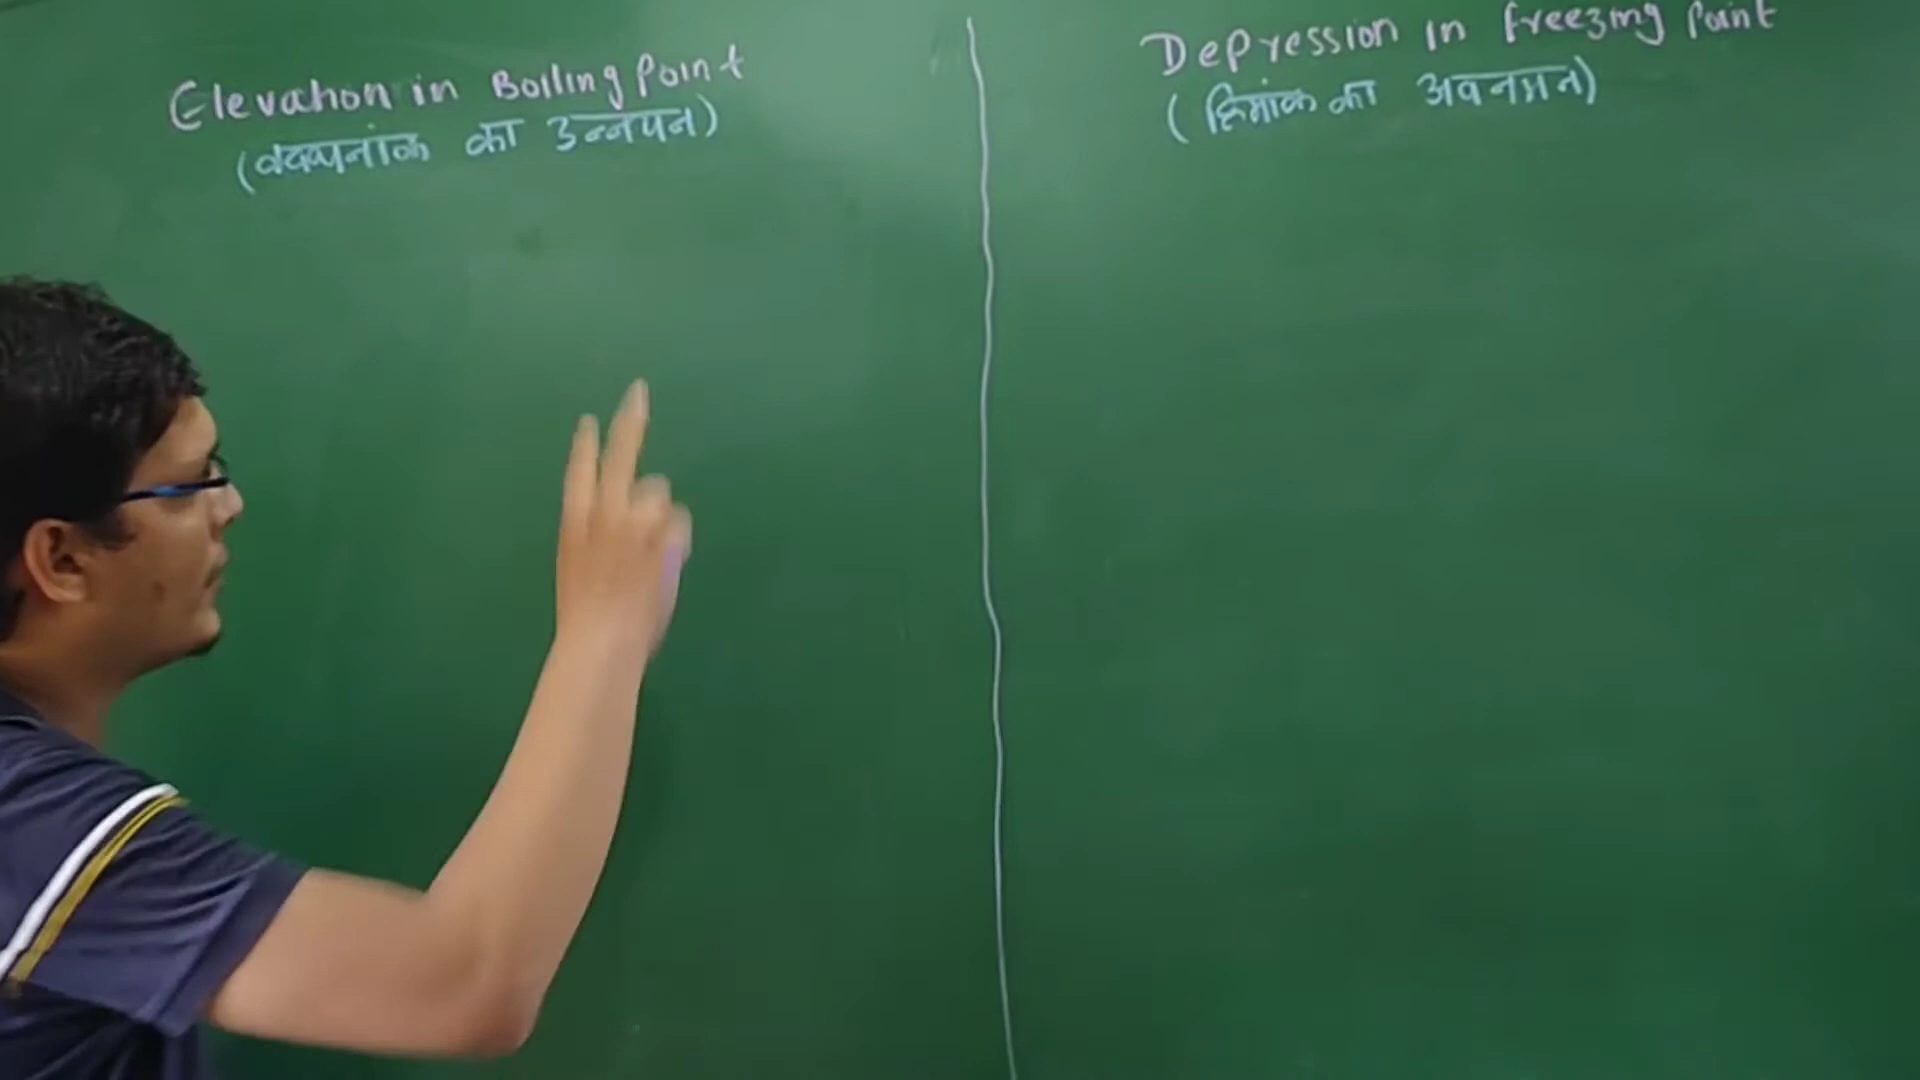 Elevation in Boiling Point
(क्वथनांक का उन्नयन)
Depression in freezing Point
(हिमांक का अवनमन)